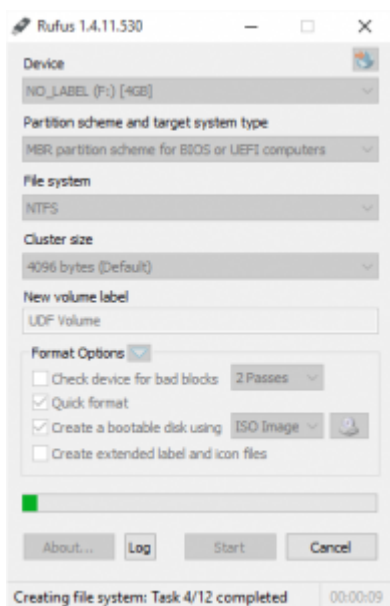 Rufus 1.4.11.530
Device
NO_LABEL (F:) [4GB]
Partition scheme and target system type
MBR partition scheme for BIOS or UEFI computers
File system
NTFS
Cluster size
4096 bytes (Default)
New volume label
UDF Volume
Format Options
Check device for bad blocks 2 Passes
Quick format
Create a bootable disk using ISO Image
Create extended label and icon files
About... Log Start Cancel
Creating file system: Task 4/12 completed 00:00:09